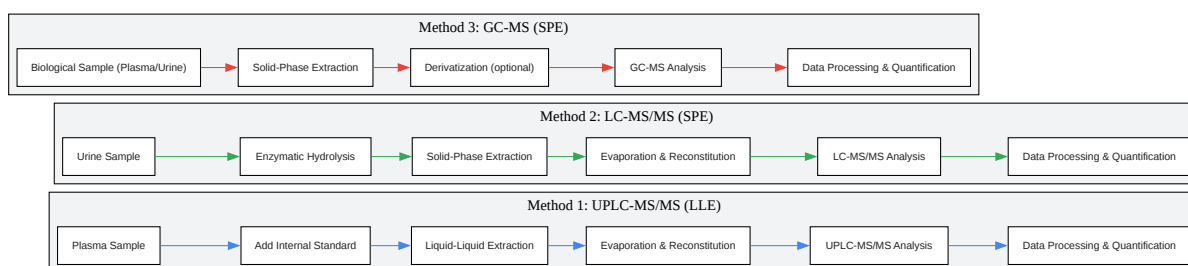 Method 3: GC-MS (SPE)
Biological Sample (Plasma/Urine)
Solid-Phase Extraction
Derivatization (optional)
GC-MS Analysis
Data Processing & Quantification
Method 2: LC-MS/MS (SPE)
Urine Sample
Enzymatic Hydrolysis
Solid-Phase Extraction
Evaporation & Reconstitution
LC-MS/MS Analysis
Data Processing & Quantification
Method 1: UPLC-MS/MS (LLE)
Plasma Sample
Add Internal Standard
Liquid-Liquid Extraction
Evaporation & Reconstitution
UPLC-MS/MS Analysis
Data Processing & Quantification